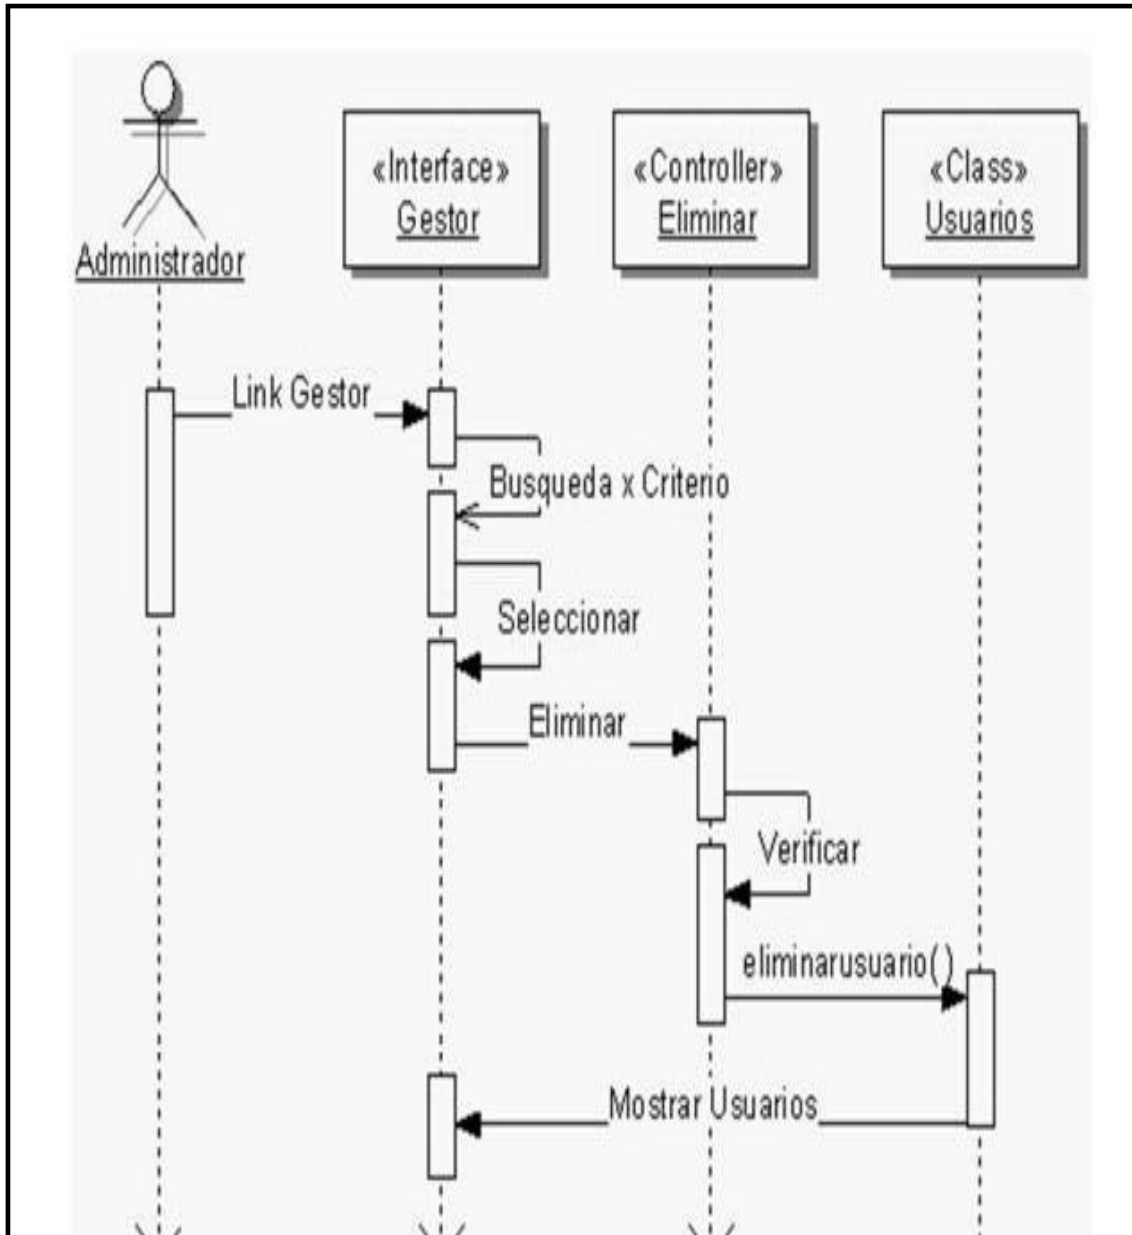 «Interface»
Gestor
«Controller»
Eliminar
«Class»
Usuarios
Administrador
Link Gestor
Busqueda x Criterio
Seleccionar
Eliminar
Verificar
eliminarusuario()
Mostrar Usuarios